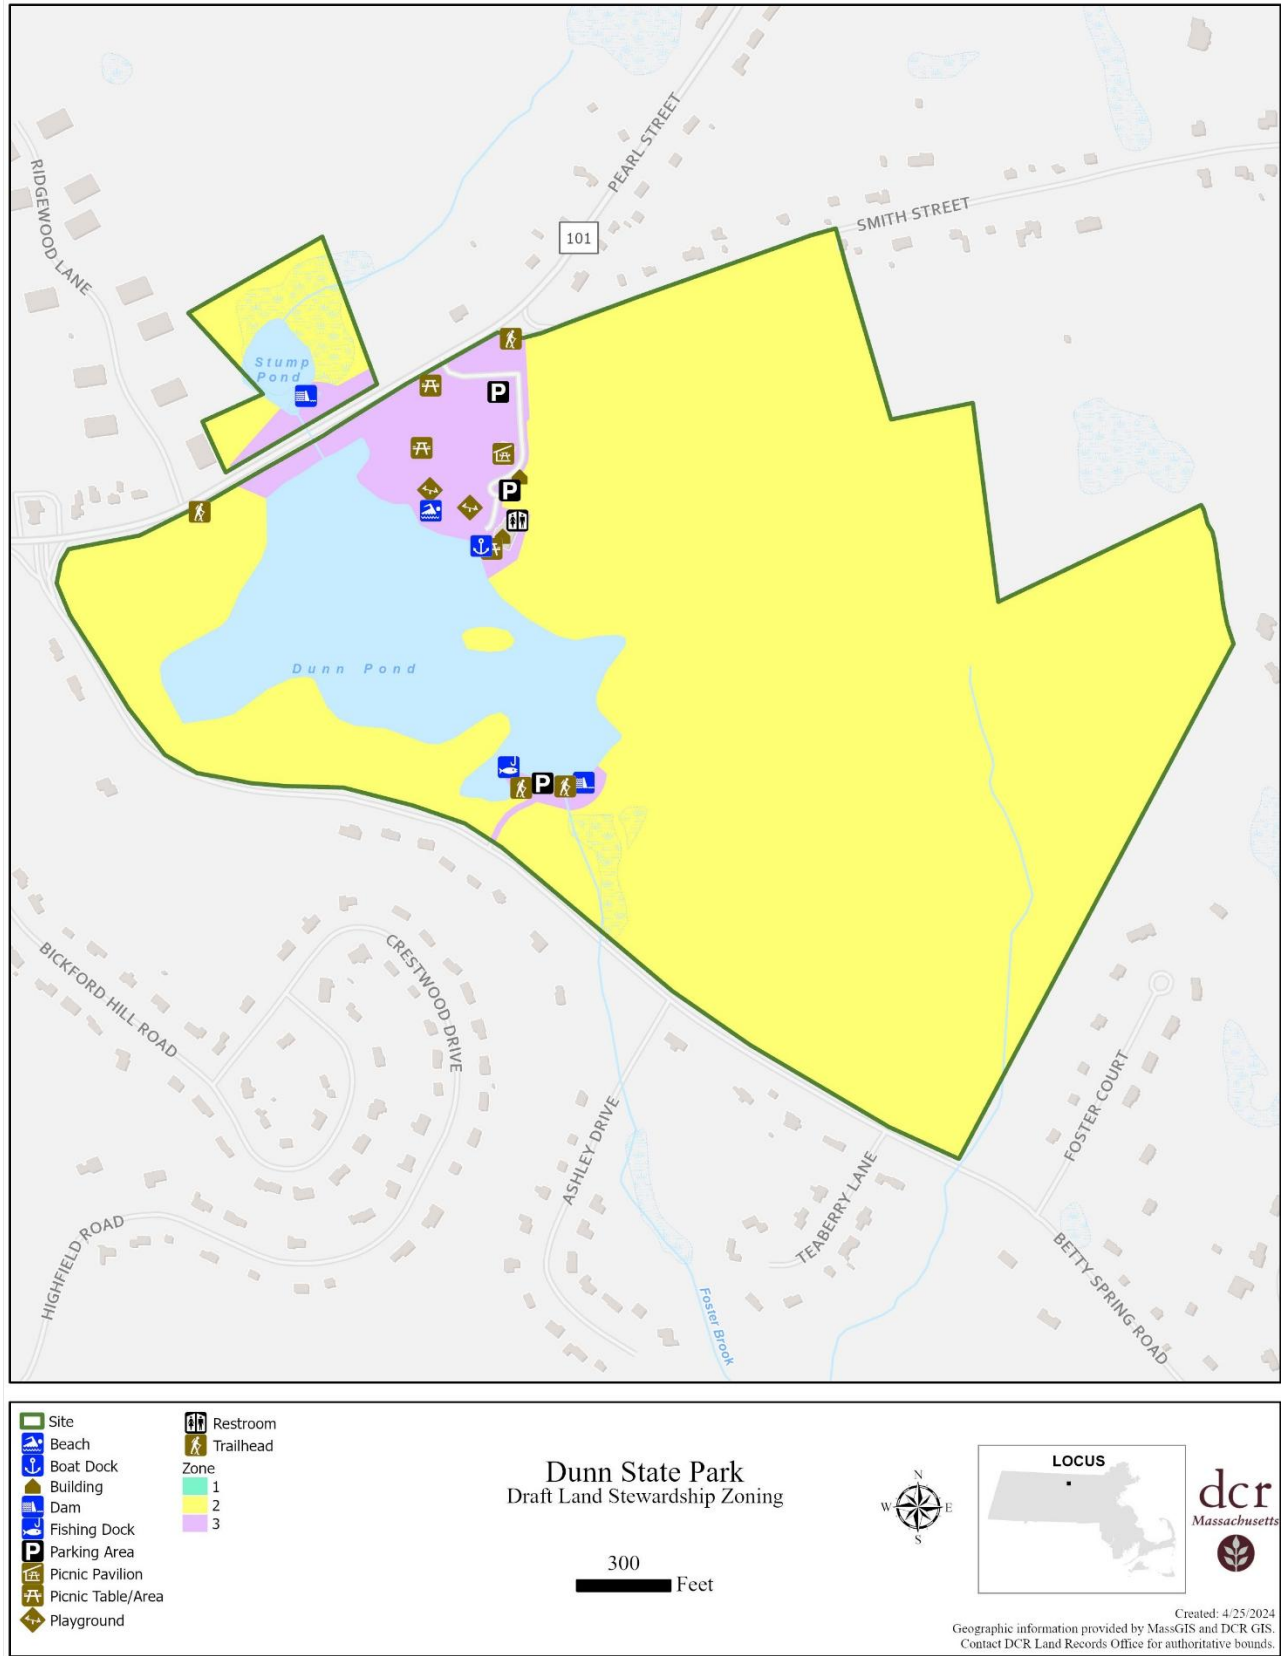 PEARL STREET
SMITH STREET
RIDGEWOOD LANE
101
Stump
Pond
P
P
Dunn Pond
P
BICKFORD HILL ROAD
CRESTWOOD DRIVE
FOSTER COURT
ASHLEY DRIVE
TEABERRY LANE
HIGHFIELD ROAD
BETTY SPRING ROAD
Foster Brook
Site
Beach
Boat Dock
Building
Dam
Fishing Dock
P Parking Area
Picnic Pavilion
Picnic Table/Area
Playground
Restroom
Trailhead
Zone
1
2
3
Dunn State Park
Draft Land Stewardship Zoning
300
Feet
N
W E
S
LOCUS
dcr
Massachusetts
Created: 4/25/2024
Geographic information provided by MassGIS and DCR GIS.
Contact DCR Land Records Office for authoritative bounds.